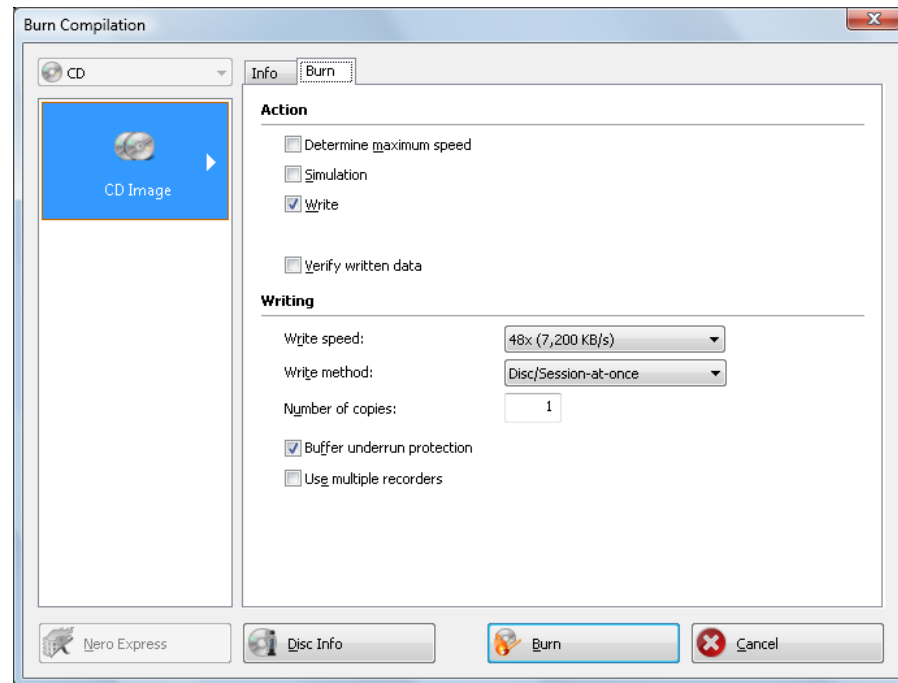 Burn Compilation
CD
Info
Burn
CD Image
Action
Determine maximum speed
Simulation
Write
Verify written data
Writing
Write speed:
48x (7,200 KB/s)
Write method:
Disc/Session-at-once
Number of copies:
1
Buffer underrun protection
Use multiple recorders
Nero Express
Disc Info
Burn
Cancel